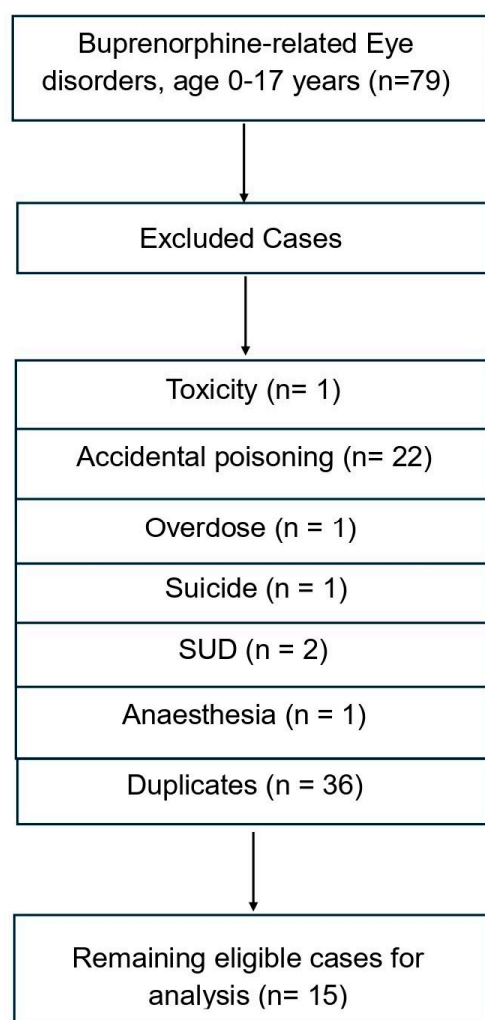 Buprenorphine-related Eye
disorders, age 0-17 years (n=79)
Excluded Cases
Toxicity (n= 1)
Accidental poisoning (n= 22)
Overdose (n = 1)
Suicide (n = 1)
SUD (n = 2)
Anaesthesia (n = 1)
Duplicates (n = 36)
Remaining eligible cases for
analysis (n= 15)